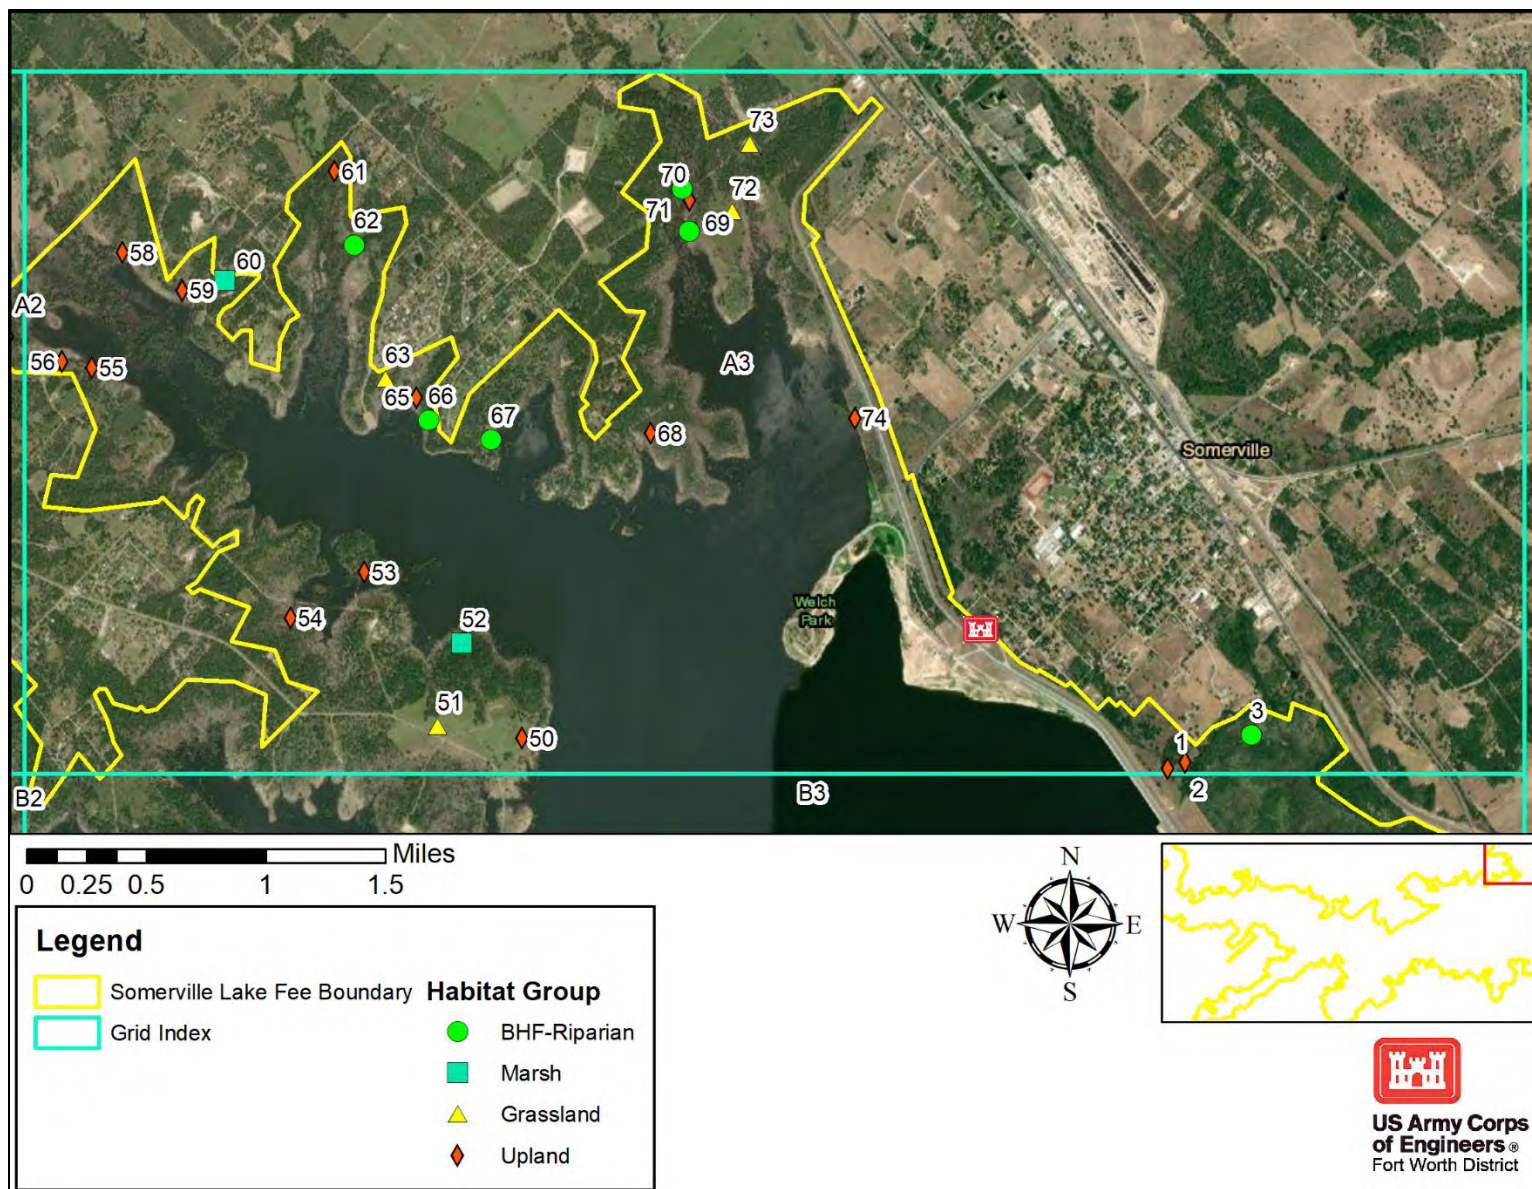 73
61
70
72
71
62
69
58
60
59
A2
A3
56
55
63
65
66
67
68
74
Somerville
53
54
52
Welch
Park
51
50
3
1
2
B2
B3
Miles
0 0.25 0.5 1 1.5
N
W E
S
Legend
Somerville Lake Fee Boundary
Grid Index
Habitat Group
BHF-Riparian
Marsh
Grassland
Upland
US Army Corps
of Engineers ®
Fort Worth District